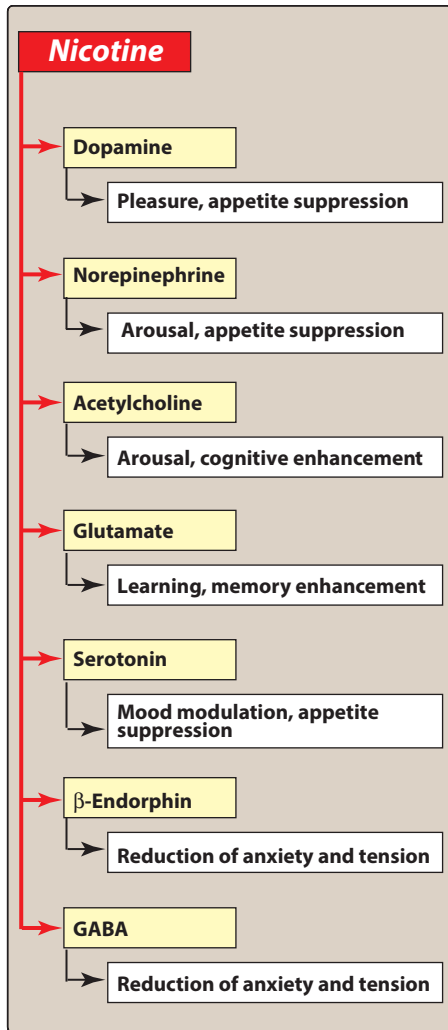 Nicotine
Dopamine
Pleasure, appetite suppression
Norepinephrine
Arousal, appetite suppression
Acetylcholine
Arousal, cognitive enhancement
Glutamate
Learning, memory enhancement
Serotonin
Mood modulation, appetite
suppression
β-Endorphin
Reduction of anxiety and tension
GABA
Reduction of anxiety and tension